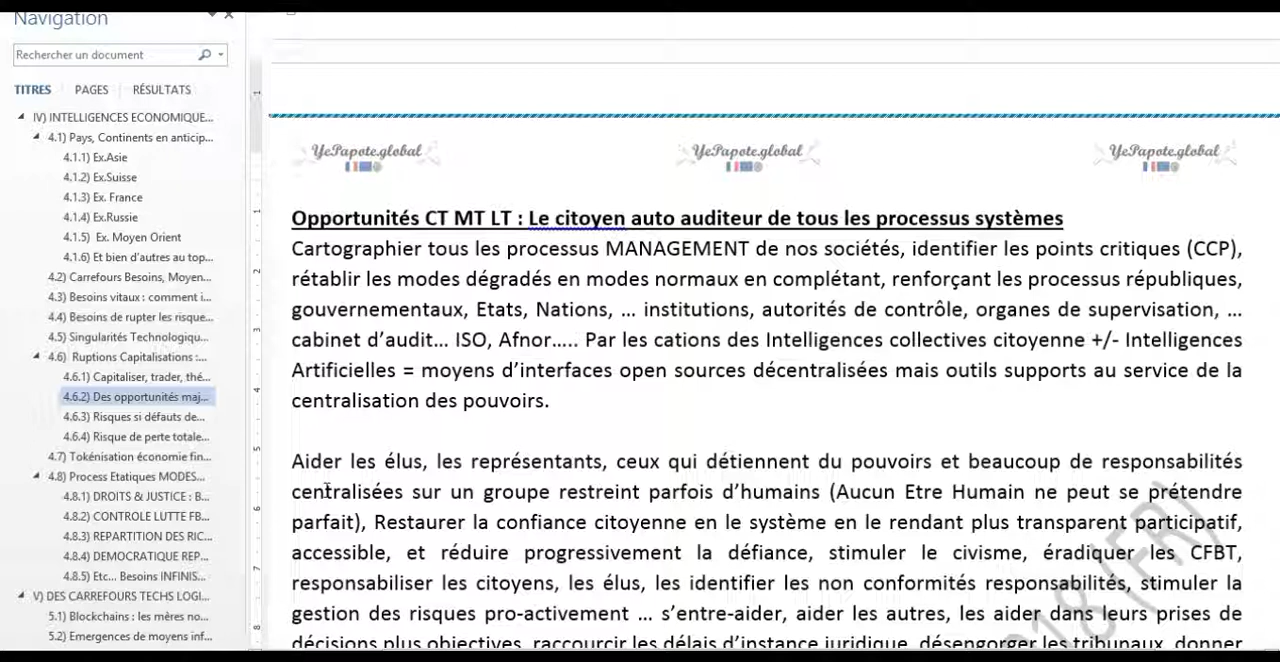 Navigation
Rechercher un document
TITRES PAGES RÉSULTATS
IV) INTELLIGENCES ECONOMIQUE...
4.1) Pays, Continents en anticip...
4.1.1) Ex.Asie
4.1.2) Ex.Suisse
4.1.3) Ex. France
4.1.4) Ex.Russie
4.1.5) Ex. Moyen Orient
4.1.6) Et bien d'autres au top...
4.2) Carrefours Besoins, Moyen...
4.3) Besoins vitaux : comment i...
4.4) Besoins de rupter les risque...
4.5) Singularités Technologiqu...
4.6) Ruptions Capitalisations :...
4.6.1) Capitaliser, trader, thé...
4.6.2) Des opportunités maj...
4.6.3) Risques si défauts de...
4.6.4) Risque de perte totale...
4.7) Tokénisation économie fin...
4.8) Process Etatiques MODES...
4.8.1) DROITS & JUSTICE : B...
4.8.2) CONTROLE LUTTE FB...
4.8.3) REPARTITION DES RIC...
4.8.4) DEMOCRATIQUE REP...
4.8.5) Etc... Besoins INFINIS...
V) DES CARREFOURS TECHS LOGI...
5.1) Blockchains : les mères no...
5.2) Emergences de moyens inf...
YePapote.global YePapote.global YePapote.global
Opportunités CT MT LT : Le citoyen auto auditeur de tous les processus systèmes
Cartographier tous les processus MANAGEMENT de nos sociétés, identifier les points critiques (CCP),
rétablir les modes dégradés en modes normaux en complétant, renforçant les processus républiques,
gouvernementaux, Etats, Nations, ... institutions, autorités de contrôle, organes de supervision, ...
cabinet d'audit... ISO, Afnor..... Par les cations des Intelligences collectives citoyenne +/- Intelligences
Artificielles = moyens d'interfaces open sources décentralisées mais outils supports au service de la
centralisation des pouvoirs.
Aider les élus, les représentants, ceux qui détiennent du pouvoirs et beaucoup de responsabilités
centralisées sur un groupe restreint parfois d'humains (Aucun Etre Humain ne peut se prétendre
parfait), Restaurer la confiance citoyenne en le système en le rendant plus transparent participatif,
accessible, et réduire progressivement la défiance, stimuler le civisme, éradiquer les CFBT,
responsabiliser les citoyens, les élus, les identifier les non conformités responsabilités, stimuler la
gestion des risques pro-activement ... s'entre-aider, aider les autres, les aider dans leurs prises de
décisions plus objectives, raccourcir les délais d'instance juridique, désengorger les tribunaux, donner